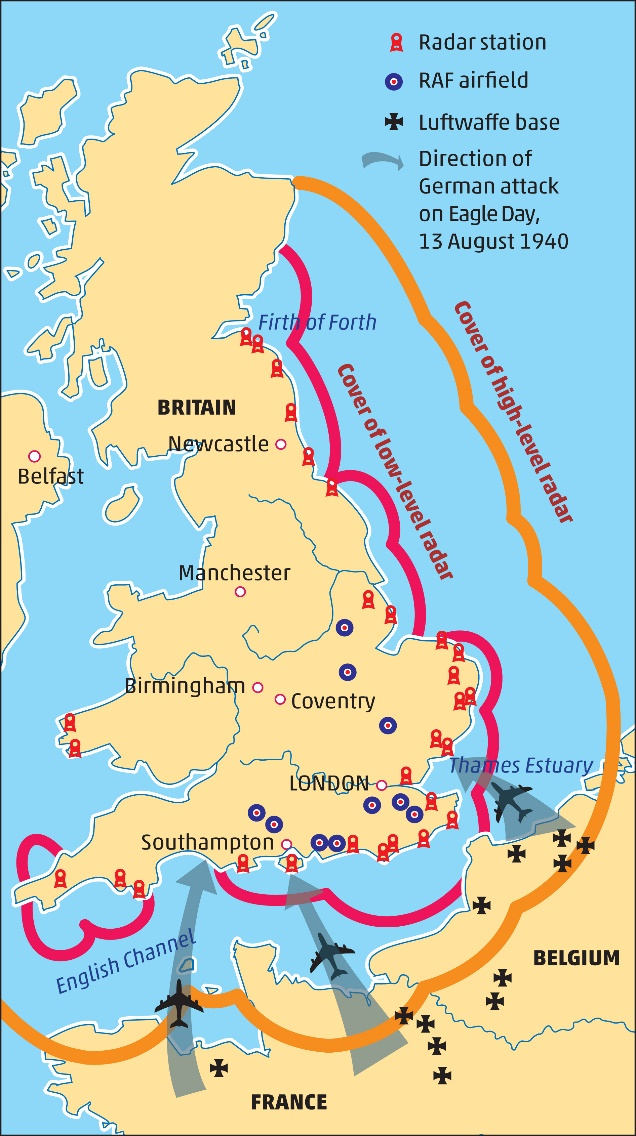 Radar station
RAF airfield
Luftwaffe base
Direction of
German attack
on Eagle Day,
13 August 1940
Firth of Forth
Cover of high-level radar
Cover of low-level radar
BRITAIN
Newcastle
Belfast
Manchester
Birmingham
Coventry
Thames Estuary
LONDON
Southampton
English Channel
BELGIUM
FRANCE